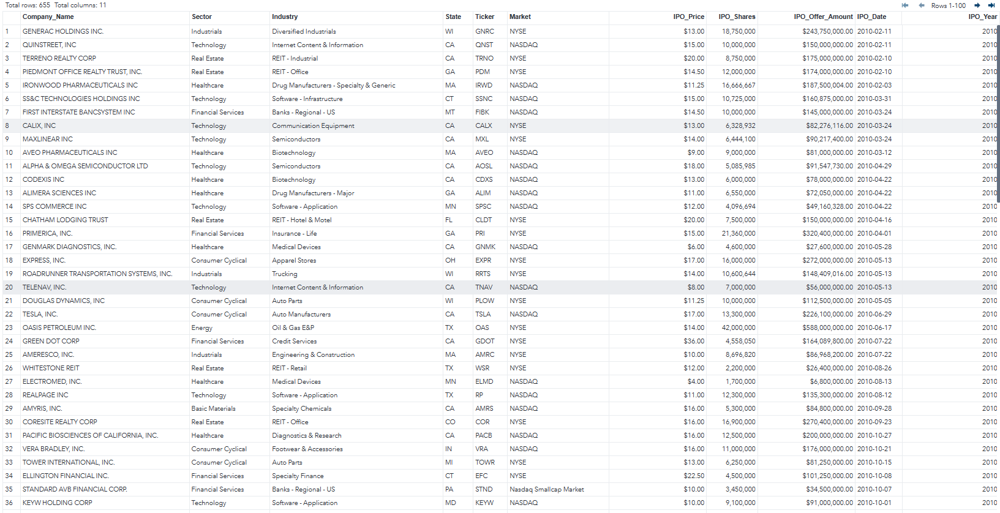 Total rows: 655 Total columns: 11 Rows 1-100
Company_Name Sector Industry State Ticker Market IPO_Price IPO_Shares IPO_Offer_Amount IPO_Date IPO_Year
1 GENERAC HOLDINGS INC. Industrials Diversified Industrials WI GNRC NYSE $13.00 18,750,000 $243,750,000.00 2010-02-11 2010
2 QUINSTREET, INC Technology Internet Content & Information CA QNST NASDAQ $15.00 10,000,000 $150,000,000.00 2010-02-11 2010
3 TERRENO REALTY CORP Real Estate REIT - Industrial CA TRNO NYSE $20.00 8,750,000 $175,000,000.00 2010-02-10 2010
4 PIEDMONT OFFICE REALTY TRUST, INC. Real Estate REIT - Office GA PDM NYSE $14.50 12,000,000 $174,000,000.00 2010-02-10 2010
5 IRONWOOD PHARMACEUTICALS INC Healthcare Drug Manufacturers - Specialty & Generic MA IRWD NASDAQ $11.25 16,666,667 $187,500,004.00 2010-02-03 2010
6 SS&C TECHNOLOGIES HOLDINGS INC Technology Software - Infrastructure CT SSNC NASDAQ $15.00 10,725,000 $160,875,000.00 2010-03-31 2010
7 FIRST INTERSTATE BANCSYSTEM INC Financial Services Banks - Regional - US MT FIBK NASDAQ $14.50 10,000,000 $145,000,000.00 2010-03-24 2010
8 CALIX, INC Technology Communication Equipment CA CALX NYSE $13.00 6,328,932 $82,276,116.00 2010-03-24 2010
9 MAXLINEAR INC Technology Semiconductors CA MXL NYSE $14.00 6,444,100 $90,217,400.00 2010-03-24 2010
10 AVEO PHARMACEUTICALS INC Healthcare Biotechnology MA AVEO NASDAQ $9.00 9,000,000 $81,000,000.00 2010-03-12 2010
11 ALPHA & OMEGA SEMICONDUCTOR LTD Technology Semiconductors CA AOSL NASDAQ $18.00 5,085,985 $91,547,730.00 2010-04-29 2010
12 CODEXIS INC Healthcare Biotechnology CA CDXS NASDAQ $13.00 6,000,000 $78,000,000.00 2010-04-22 2010
13 ALIMERA SCIENCES INC Healthcare Drug Manufacturers - Major GA ALIM NASDAQ $11.00 6,550,000 $72,050,000.00 2010-04-22 2010
14 SPS COMMERCE INC Technology Software - Application MN SPSC NASDAQ $12.00 4,096,694 $49,160,328.00 2010-04-22 2010
15 CHATHAM LODGING TRUST Real Estate REIT - Hotel & Motel FL CLDT NYSE $20.00 7,500,000 $150,000,000.00 2010-04-16 2010
16 PRIMERICA, INC. Financial Services Insurance - Life GA PRI NYSE $15.00 21,360,000 $320,400,000.00 2010-04-01 2010
17 GENMARK DIAGNOSTICS, INC. Healthcare Medical Devices CA GNMK NASDAQ $6.00 4,600,000 $27,600,000.00 2010-05-28 2010
18 EXPRESS, INC. Consumer Cyclical Apparel Stores OH EXPR NYSE $17.00 16,000,000 $272,000,000.00 2010-05-13 2010
19 ROADRUNNER TRANSPORTATION SYSTEMS, INC. Industrials Trucking WI RRTS NYSE $14.00 10,600,644 $148,409,016.00 2010-05-13 2010
20 TELENAV, INC. Technology Internet Content & Information CA TNAV NASDAQ $8.00 7,000,000 $56,000,000.00 2010-05-13 2010
21 DOUGLAS DYNAMICS, INC Consumer Cyclical Auto Parts WI PLOW NYSE $11.25 10,000,000 $112,500,000.00 2010-05-05 2010
22 TESLA, INC. Consumer Cyclical Auto Manufacturers CA TSLA NASDAQ $17.00 13,300,000 $226,100,000.00 2010-06-29 2010
23 OASIS PETROLEUM INC. Energy Oil & Gas E&P TX OAS NYSE $14.00 42,000,000 $588,000,000.00 2010-06-17 2010
24 GREEN DOT CORP Financial Services Credit Services CA GDOT NYSE $36.00 4,558,050 $164,089,800.00 2010-07-22 2010
25 AMERESCO, INC. Industrials Engineering & Construction MA AMRC NYSE $10.00 8,696,820 $86,968,200.00 2010-07-22 2010
26 WHITESTONE REIT Real Estate REIT - Retail TX WSR NYSE $12.00 2,200,000 $26,400,000.00 2010-08-26 2010
27 ELECTROMED, INC. Healthcare Medical Devices MN ELMD NASDAQ $4.00 1,700,000 $6,800,000.00 2010-08-13 2010
28 REALPAGE INC Technology Software - Application TX RP NASDAQ $11.00 12,300,000 $135,300,000.00 2010-08-12 2010
29 AMYRIS, INC. Basic Materials Specialty Chemicals CA AMRS NASDAQ $16.00 5,300,000 $84,800,000.00 2010-09-28 2010
30 CORESITE REALTY CORP Real Estate REIT - Office CO COR NYSE $16.00 16,900,000 $270,400,000.00 2010-09-23 2010
31 PACIFIC BIOSCIENCES OF CALIFORNIA, INC. Healthcare Diagnostics & Research CA PACB NASDAQ $16.00 12,500,000 $200,000,000.00 2010-10-27 2010
32 VERA BRADLEY, INC. Consumer Cyclical Footwear & Accessories IN VRA NASDAQ $16.00 11,000,000 $176,000,000.00 2010-10-21 2010
33 TOWER INTERNATIONAL, INC. Consumer Cyclical Auto Parts MI TOWR NYSE $13.00 6,250,000 $81,250,000.00 2010-10-15 2010
34 ELLINGTON FINANCIAL INC. Financial Services Specialty Finance CT EFC NYSE $22.50 4,500,000 $101,250,000.00 2010-10-08 2010
35 STANDARD AVB FINANCIAL CORP. Financial Services Banks - Regional - US PA STND Nasdaq Smallcap Market $10.00 3,450,000 $34,500,000.00 2010-10-07 2010
36 KEYW HOLDING CORP Technology Software - Application MD KEYW NASDAQ $10.00 9,100,000 $91,000,000.00 2010-10-01 2010